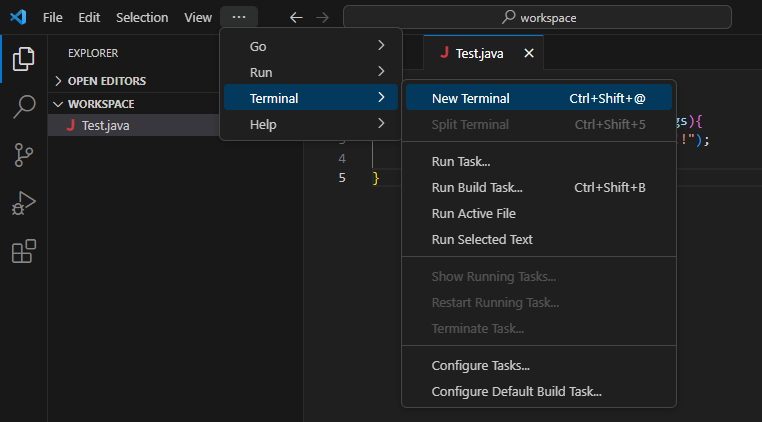 File Edit Selection View ··· workspace
EXPLORER
OPEN EDITORS
WORKSPACE
J Test.java
Go
Run
Terminal
Help
J Test.java
New Terminal Ctrl+Shift+@
Split Terminal Ctrl+Shift+5
Run Task...
Run Build Task... Ctrl+Shift+B
Run Active File
Run Selected Text
Show Running Tasks...
Restart Running Task...
Terminate Task...
Configure Tasks...
Configure Default Build Task...
gs){
!");
4
5 }